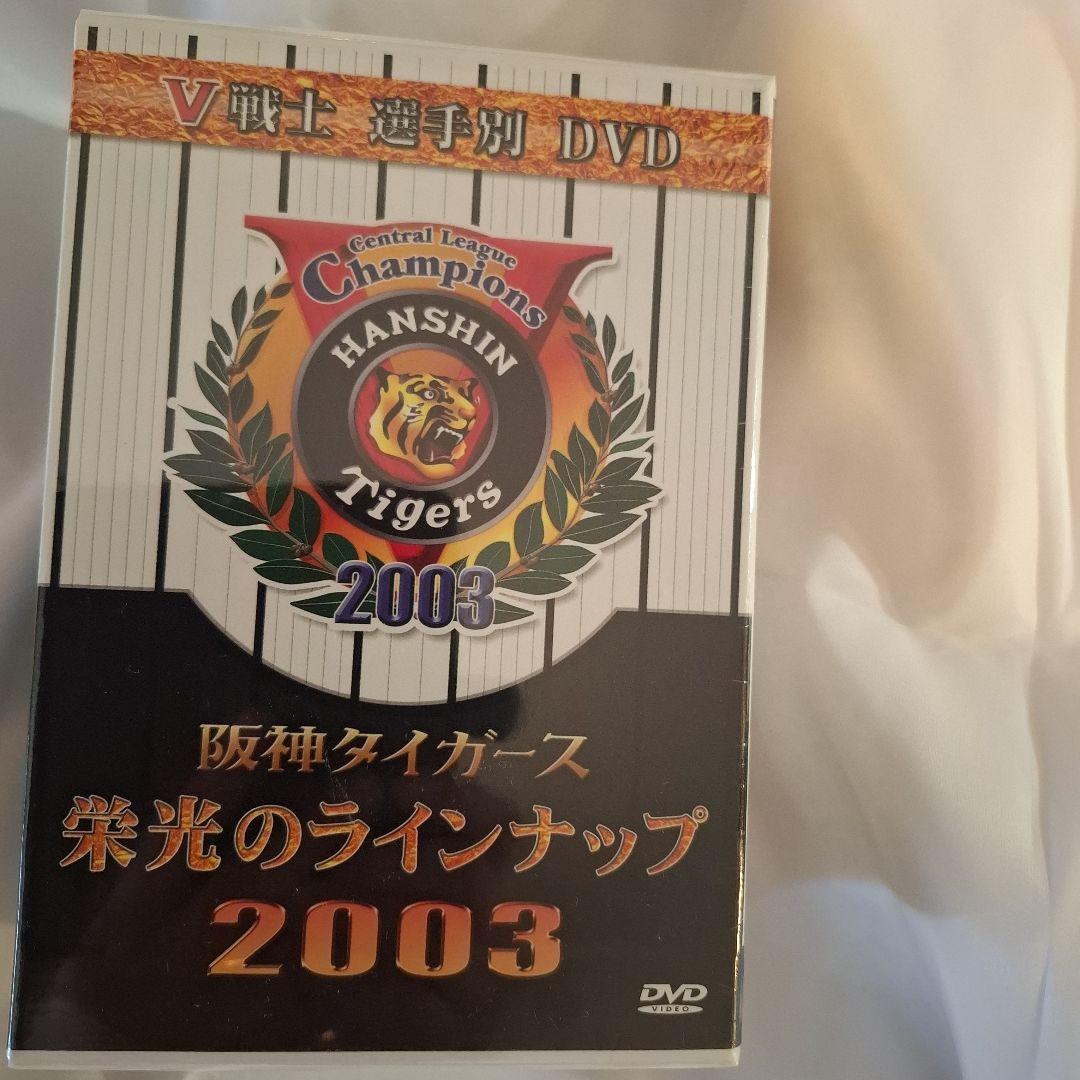 V戦士 選手別 DVD
Central League
Champions
HANSHIN
Tigers
2003
阪神タイガース
栄光のラインナップ
2003
DVD
VIDEO